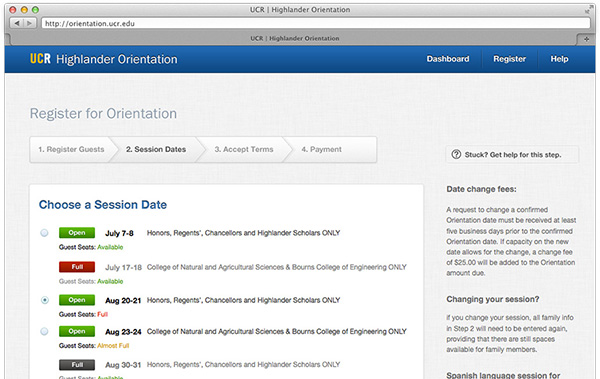 UCR | Highlander Orientation
http://orientation.ucr.edu
UCR | Highlander Orientation
UCR Highlander Orientation
Dashboard Register Help
Register for Orientation
1. Register Guests 2. Session Dates 3. Accept Terms 4. Payment
Stuck? Get help for this step.
Choose a Session Date
Open July 7-8 Honors, Regents', Chancellors and Highlander Scholars ONLY
Guest Seats: Available
Full July 17-18 College of Natural and Agricultural Sciences & Bourns College of Engineering ONLY
Guest Seats: Available
Open Aug 20-21 Honors, Regents', Chancellors and Highlander Scholars ONLY
Guest Seats: Full
Open Aug 23-24 College of Natural and Agricultural Sciences & Bourns College of Engineering ONLY
Guest Seats: Almost Full
Full Aug 30-31 Honors, Regents', Chancellors and Highlander Scholars ONLY
Date change fees:
A request to change a confirmed
Orientation date must be received at least
five business days prior to the confirmed
Orientation date. If capacity on the new
date allows for the change, a change fee
of $25.00 will be added to the Orientation
amount due.
Changing your session?
if you change your session, all family info
in Step 2 will need to be entered again,
providing that there are still spaces
available for family members.
Spanish language session for